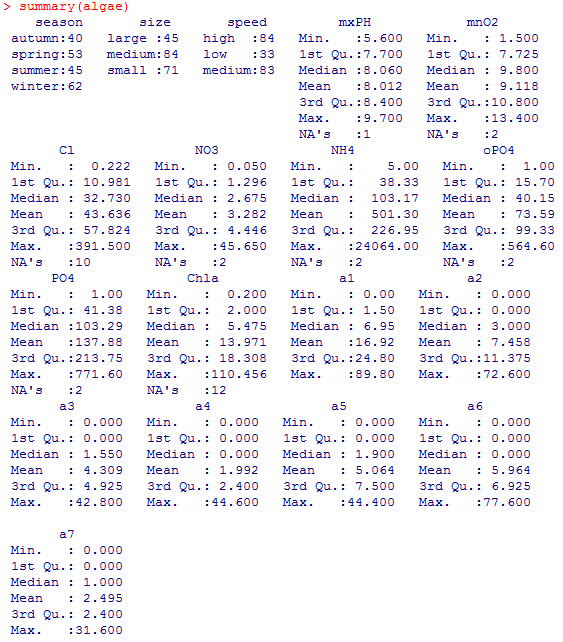 > summary(algae)
    season       size       speed         mxPH            mnO2
autumn:40   large :45   high  :84   Min.   :5.600   Min.   : 1.500
spring:53   medium:84   low   :33   1st Qu.:7.700   1st Qu.: 7.725
summer:45   small :71   medium:83   Median :8.060   Median : 9.800
winter:62                           Mean   :8.012   Mean   : 9.118
                                    3rd Qu.:8.400   3rd Qu.:10.800
                                    Max.   :9.700   Max.   :13.400
                                    NA's   :1       NA's   :2
      Cl               NO3              NH4                oPO4
Min.   :  0.222   Min.   : 0.050   Min.   :    5.00   Min.   :  1.00
1st Qu.: 10.981   1st Qu.: 1.296   1st Qu.:   38.33   1st Qu.: 15.70
Median : 32.730   Median : 2.675   Median :  103.17   Median : 40.15
Mean   : 43.636   Mean   : 3.282   Mean   :  501.30   Mean   : 73.59
3rd Qu.: 57.824   3rd Qu.: 4.446   3rd Qu.:  226.95   3rd Qu.: 99.33
Max.   :391.500   Max.   :45.650   Max.   :24064.00   Max.   :564.60
NA's   :10        NA's   :2        NA's   :2          NA's   :2
     PO4              Chla               a1              a2
Min.   :  1.00   Min.   :  0.200   Min.   : 0.00   Min.   : 0.000
1st Qu.: 41.38   1st Qu.:  2.000   1st Qu.: 1.50   1st Qu.: 0.000
Median :103.29   Median :  5.475   Median : 6.95   Median : 3.000
Mean   :137.88   Mean   : 13.971   Mean   :16.92   Mean   : 7.458
3rd Qu.:213.75   3rd Qu.: 18.308   3rd Qu.:24.80   3rd Qu.:11.375
Max.   :771.60   Max.   :110.456   Max.   :89.80   Max.   :72.600
NA's   :2        NA's   :12
      a3               a4               a5               a6
Min.   : 0.000   Min.   : 0.000   Min.   : 0.000   Min.   : 0.000
1st Qu.: 0.000   1st Qu.: 0.000   1st Qu.: 0.000   1st Qu.: 0.000
Median : 1.550   Median : 0.000   Median : 1.900   Median : 0.000
Mean   : 4.309   Mean   : 1.992   Mean   : 5.064   Mean   : 5.964
3rd Qu.: 4.925   3rd Qu.: 2.400   3rd Qu.: 7.500   3rd Qu.: 6.925
Max.   :42.800   Max.   :44.600   Max.   :44.400   Max.   :77.600
      a7
Min.   : 0.000
1st Qu.: 0.000
Median : 1.000
Mean   : 2.495
3rd Qu.: 2.400
Max.   :31.600